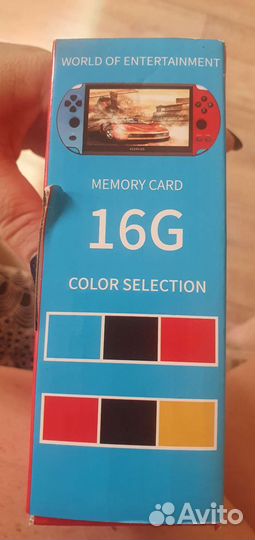 WORLD OF ENTERTAINMENT
MEMORY CARD
16G
COLOR SELECTION
Avito